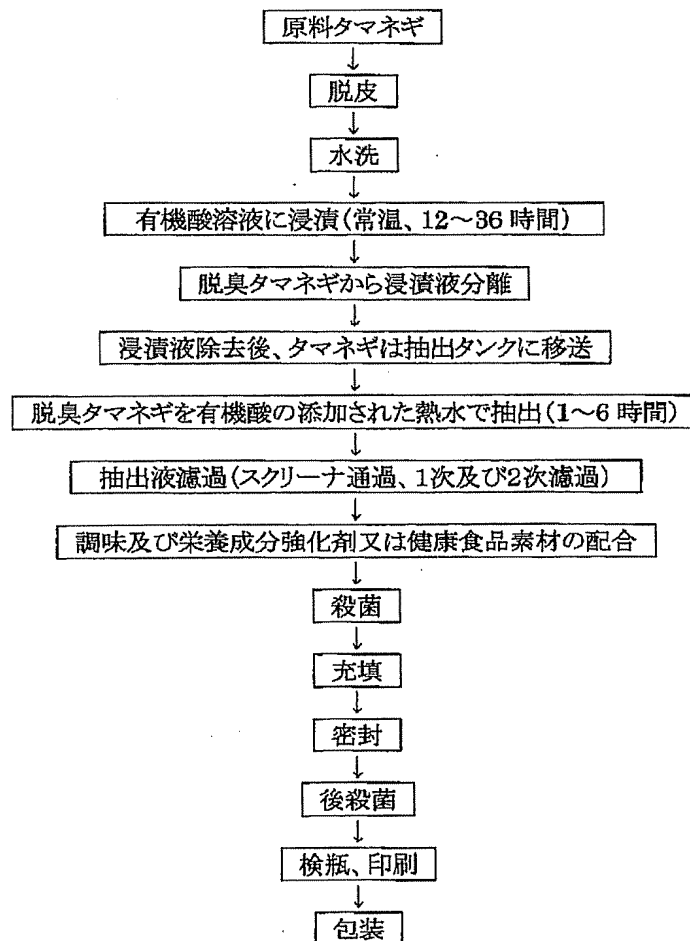 原料タマネギ
↓
脱皮
↓
水洗
↓
有機酸溶液に浸漬(常温、12～36時間)
↓
脱臭タマネギから浸漬液分離
↓
浸漬液除去後、タマネギは抽出タンクに移送
↓
脱臭タマネギを有機酸の添加された熱水で抽出(1～6時間)
↓
抽出液濾過(スクリーナ通過、1次及び2次濾過)
↓
調味及び栄養成分強化剤又は健康食品素材の配合
↓
殺菌
↓
充填
↓
密封
↓
後殺菌
↓
検瓶、印刷
↓
包装